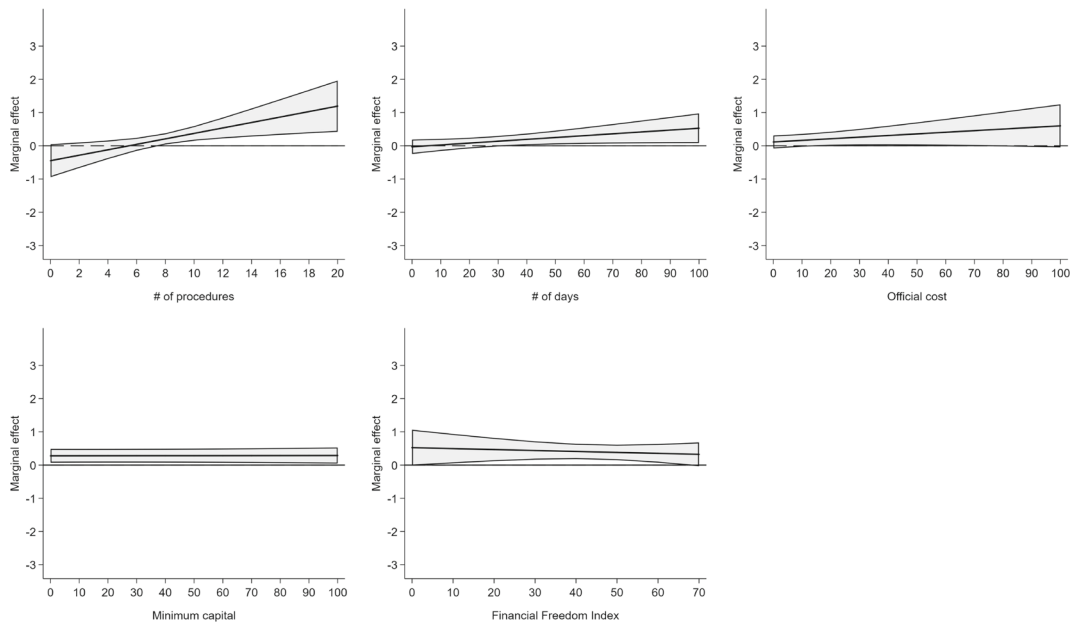 Marginal effect
3
2
1
0
-1
-2
-3
0 2 4 6 8 10 12 14 16 18 20
# of procedures
Marginal effect
3
2
1
0
-1
-2
-3
0 10 20 30 40 50 60 70 80 90 100
# of days
Marginal effect
3
2
1
0
-1
-2
-3
0 10 20 30 40 50 60 70 80 90 100
Official cost
Marginal effect
3
2
1
0
-1
-2
-3
0 10 20 30 40 50 60 70 80 90 100
Minimum capital
Marginal effect
3
2
1
0
-1
-2
-3
0 10 20 30 40 50 60 70
Financial Freedom Index